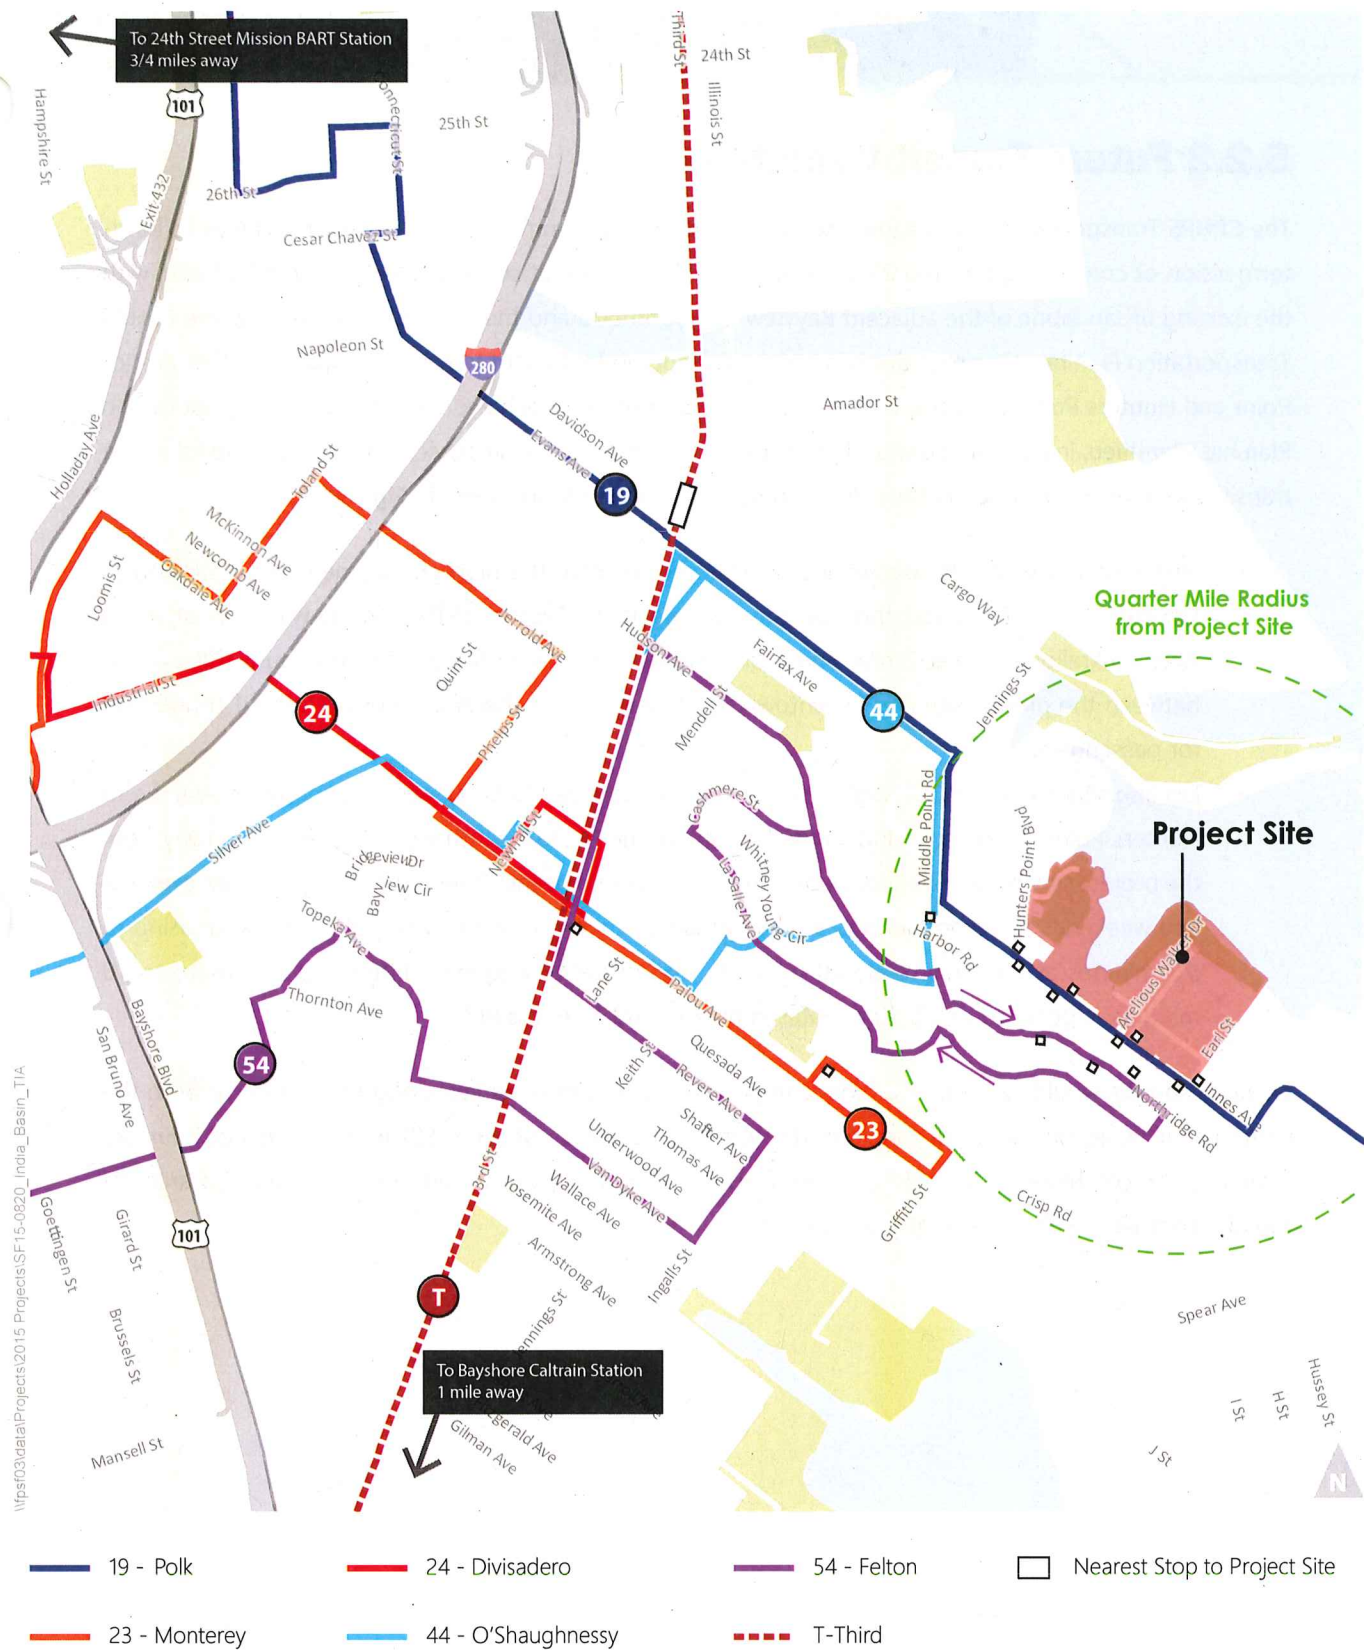 To 24th Street Mission BART Station
3/4 miles away
Third St
24th St
101
Connecticut St
Illinois St
Hampshire St
25th St
Exit 432
26th St
Cesar Chavez St
Napoleon St
280
Amador St
Davidson Ave
Evans Ave
Holladay Ave
Toland St
19
McKinnon Ave
Newcomb Ave
Oakdale Ave
Loomis St
Cargo Way
Quarter Mile Radius
from Project Site
Jerrold Ave
Hudson Ave
Fairfax Ave
Quint St
Jennings St
Industrial St
24
44
Mendell St
Phelps St
Middle Point Rd
Cashmere St
Hunters Point Blvd
Project Site
Silver Ave
Newhall St
Whitney Young Cir
La Salle Ave
iew Cir
Topeka Ave
Harbor Rd
Arelious Walker Dr
Thornton Ave
Lane St
Palou Ave
Earl St
Bayshore Blvd
San Bruno Ave
54
Quesada Ave
Keith St
Revere Ave
Innes Ave
Northridge Rd
23
Shafter Ave
Thomas Ave
Underwood Ave
Van Dyke Ave
3rd St
Wallace Ave
Yosemite Ave
Griffith St
Crisp Rd
Goettingen St
Girard St
101
Armstrong Ave
Ingalls St
T
Jennings St
Spear Ave
Brussels St
To Bayshore Caltrain Station
1 mile away
Hussey St
H St
I St
J St
zgerald Ave
Gilman Ave
Mansell St
N
\\fpsf03\data\Projects\2015 Projects\SF15-0820_India_Basin_TIA
19 - Polk
24 - Divisadero
54 - Felton
Nearest Stop to Project Site
23 - Monterey
44 - O'Shaughnessy
T-Third